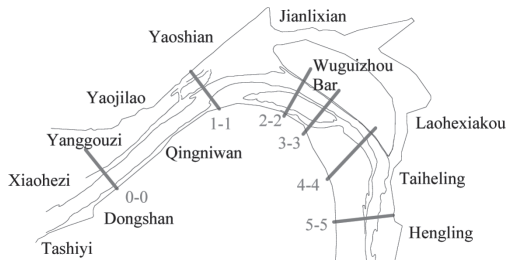 Jianlixian
Yaoshian
Wuguizhou
Bar
Yaojilao
1-1
2-2
Laohexiakou
Yanggouzi
3-3
Qingniwan
4-4
Taiheling
Xiaohezi
0-0
Dongshan
5-5
Hengling
Tashiyi